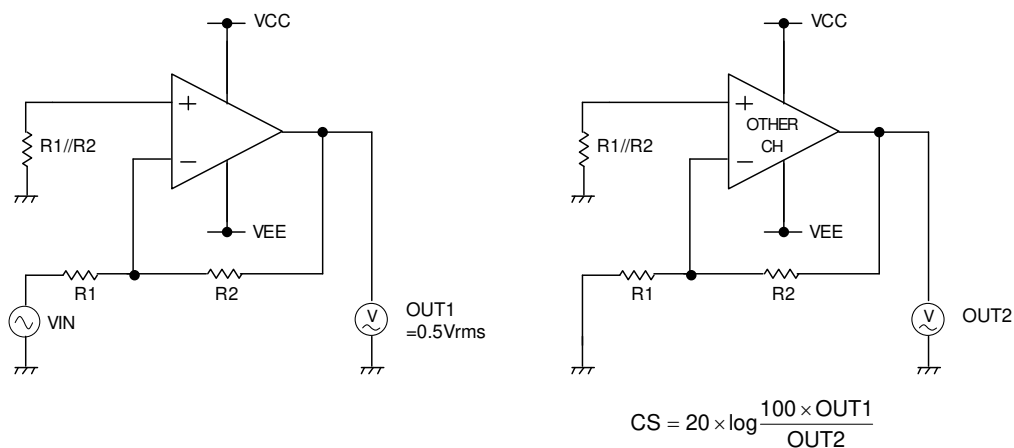 VCC
R1//R2
+
−
VEE
R1
R2
VIN
V
OUT1
=0.5Vrms
VCC
R1//R2
+
OTHER
CH
−
VEE
R1
R2
V
OUT2
CS = 20 × log 100 × OUT1 / OUT2